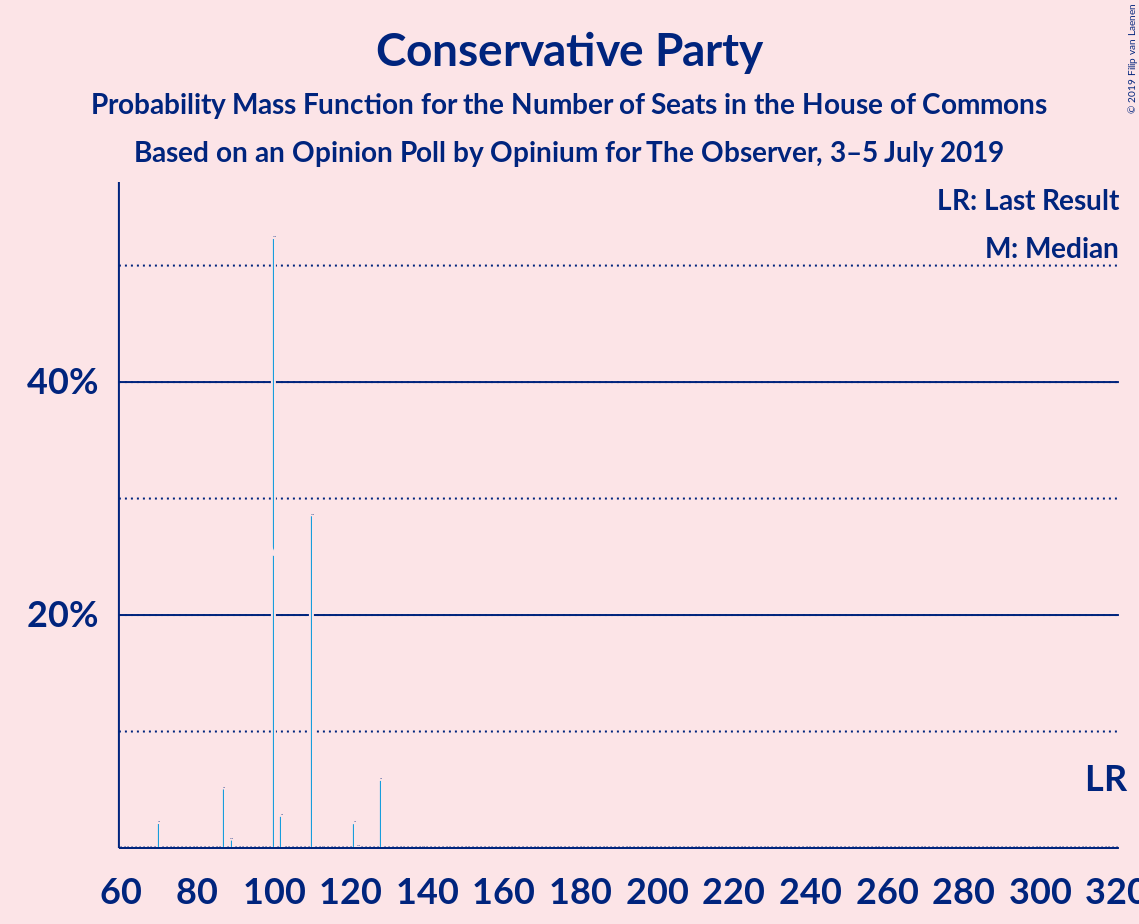 Conservative Party
Probability Mass Function for the Number of Seats in the House of Commons
Based on an Opinion Poll by Opinium for The Observer, 3–5 July 2019
© 2019 Filip van Laenen
LR: Last Result
M: Median
40%
20%
LR
60 80 100 120 140 160 180 200 220 240 260 280 300 320